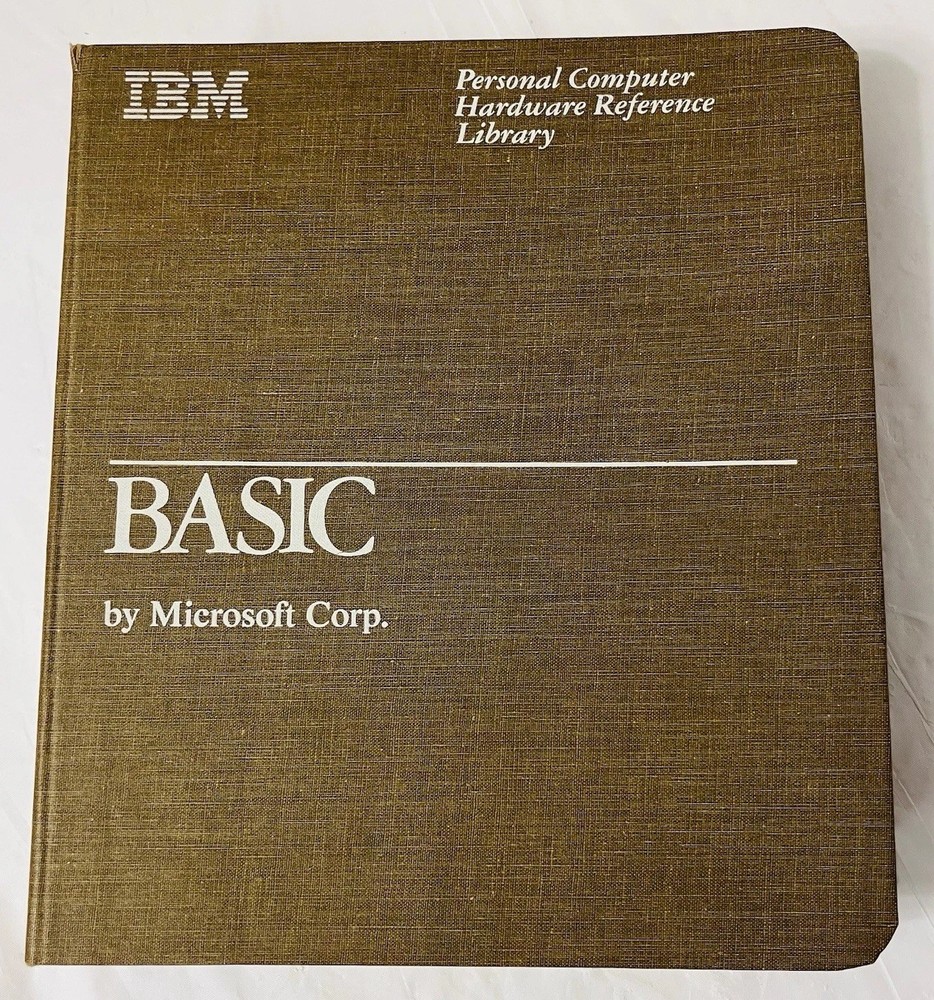 IBM
Personal Computer
Hardware Reference
Library
BASIC
by Microsoft Corp.